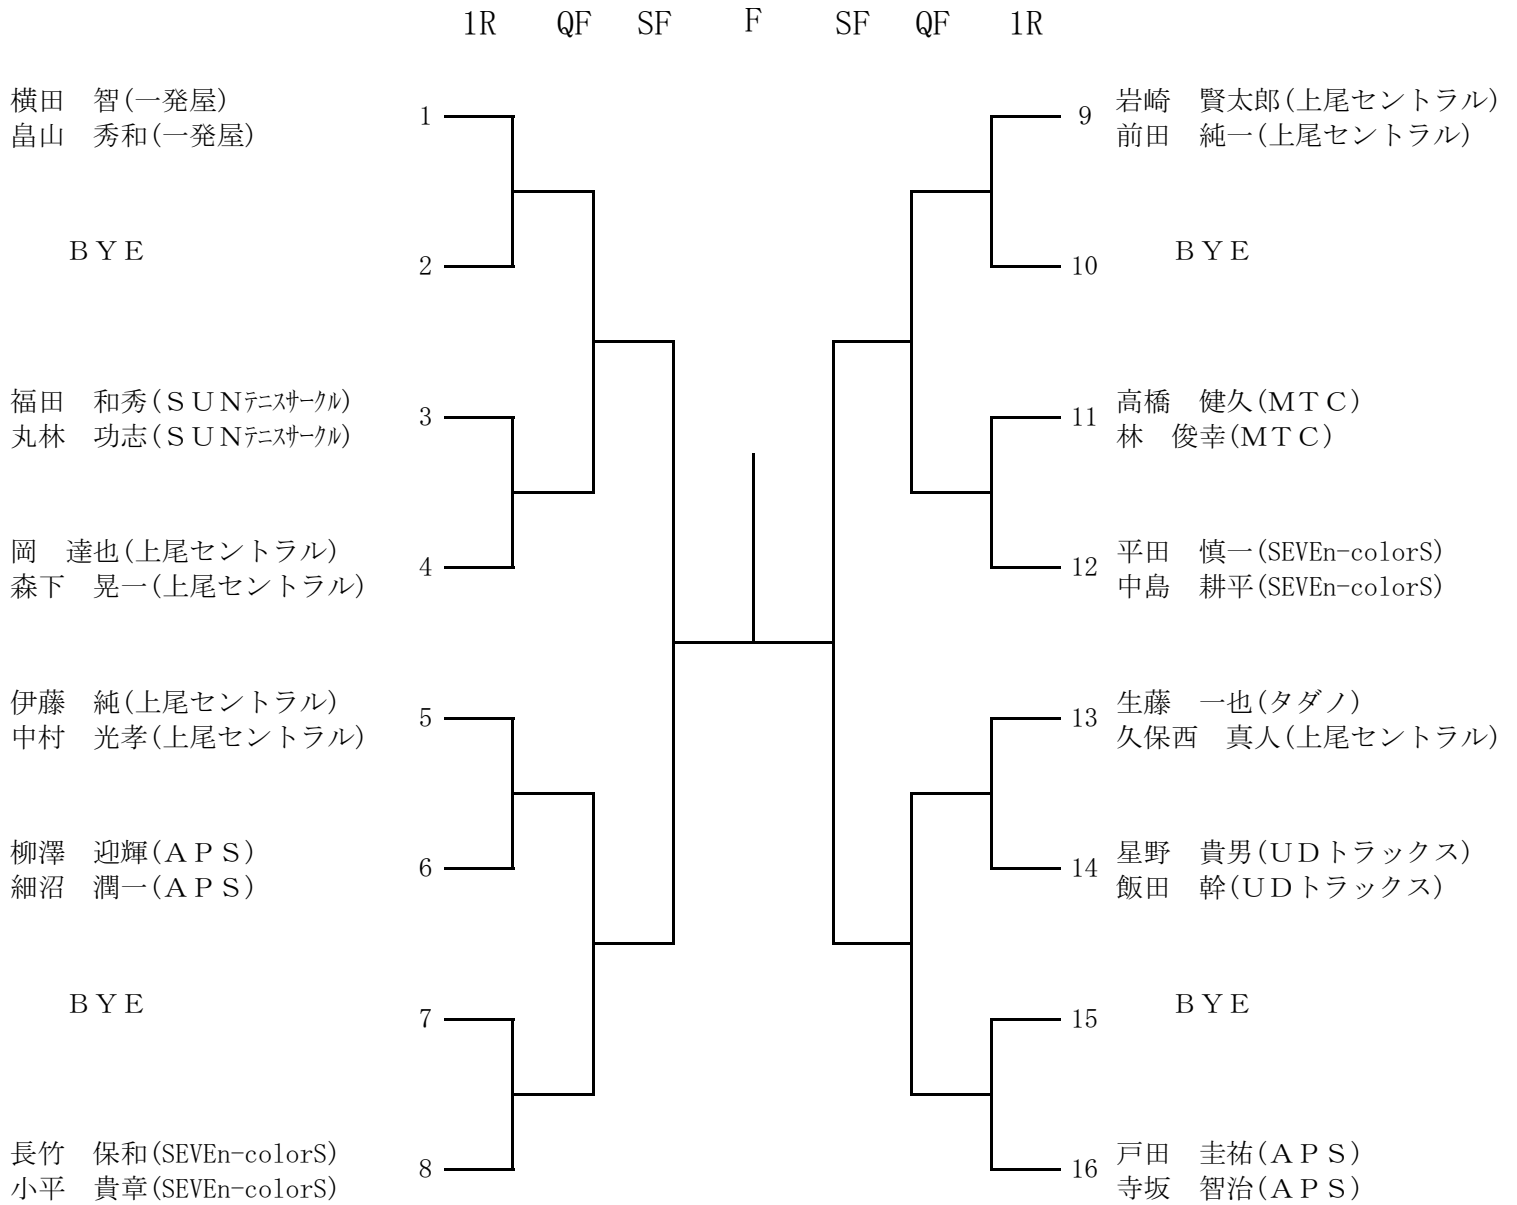 1R QF SF F SF QF 1R
横田　智(一発屋)
畠山　秀和(一発屋)
1
ＢＹＥ
2
福田　和秀(ＳＵＮﾃﾆｽｻｰｸﾙ)
丸林　功志(ＳＵＮﾃﾆｽｻｰｸﾙ)
3
岡　達也(上尾セントラル)
森下　晃一(上尾セントラル)
4
伊藤　純(上尾セントラル)
中村　光孝(上尾セントラル)
5
柳澤　迎輝(ＡＰＳ)
細沼　潤一(ＡＰＳ)
6
ＢＹＥ
7
長竹　保和(SEVEn-colorS)
小平　貴章(SEVEn-colorS)
8
9
岩崎　賢太郎(上尾セントラル)
前田　純一(上尾セントラル)
10
ＢＹＥ
11
高橋　健久(ＭＴＣ)
林　俊幸(ＭＴＣ)
12
平田　慎一(SEVEn-colorS)
中島　耕平(SEVEn-colorS)
13
生藤　一也(タダノ)
久保西　真人(上尾セントラル)
14
星野　貴男(ＵＤトラックス)
飯田　幹(ＵＤトラックス)
15
ＢＹＥ
16
戸田　圭祐(ＡＰＳ)
寺坂　智治(ＡＰＳ)